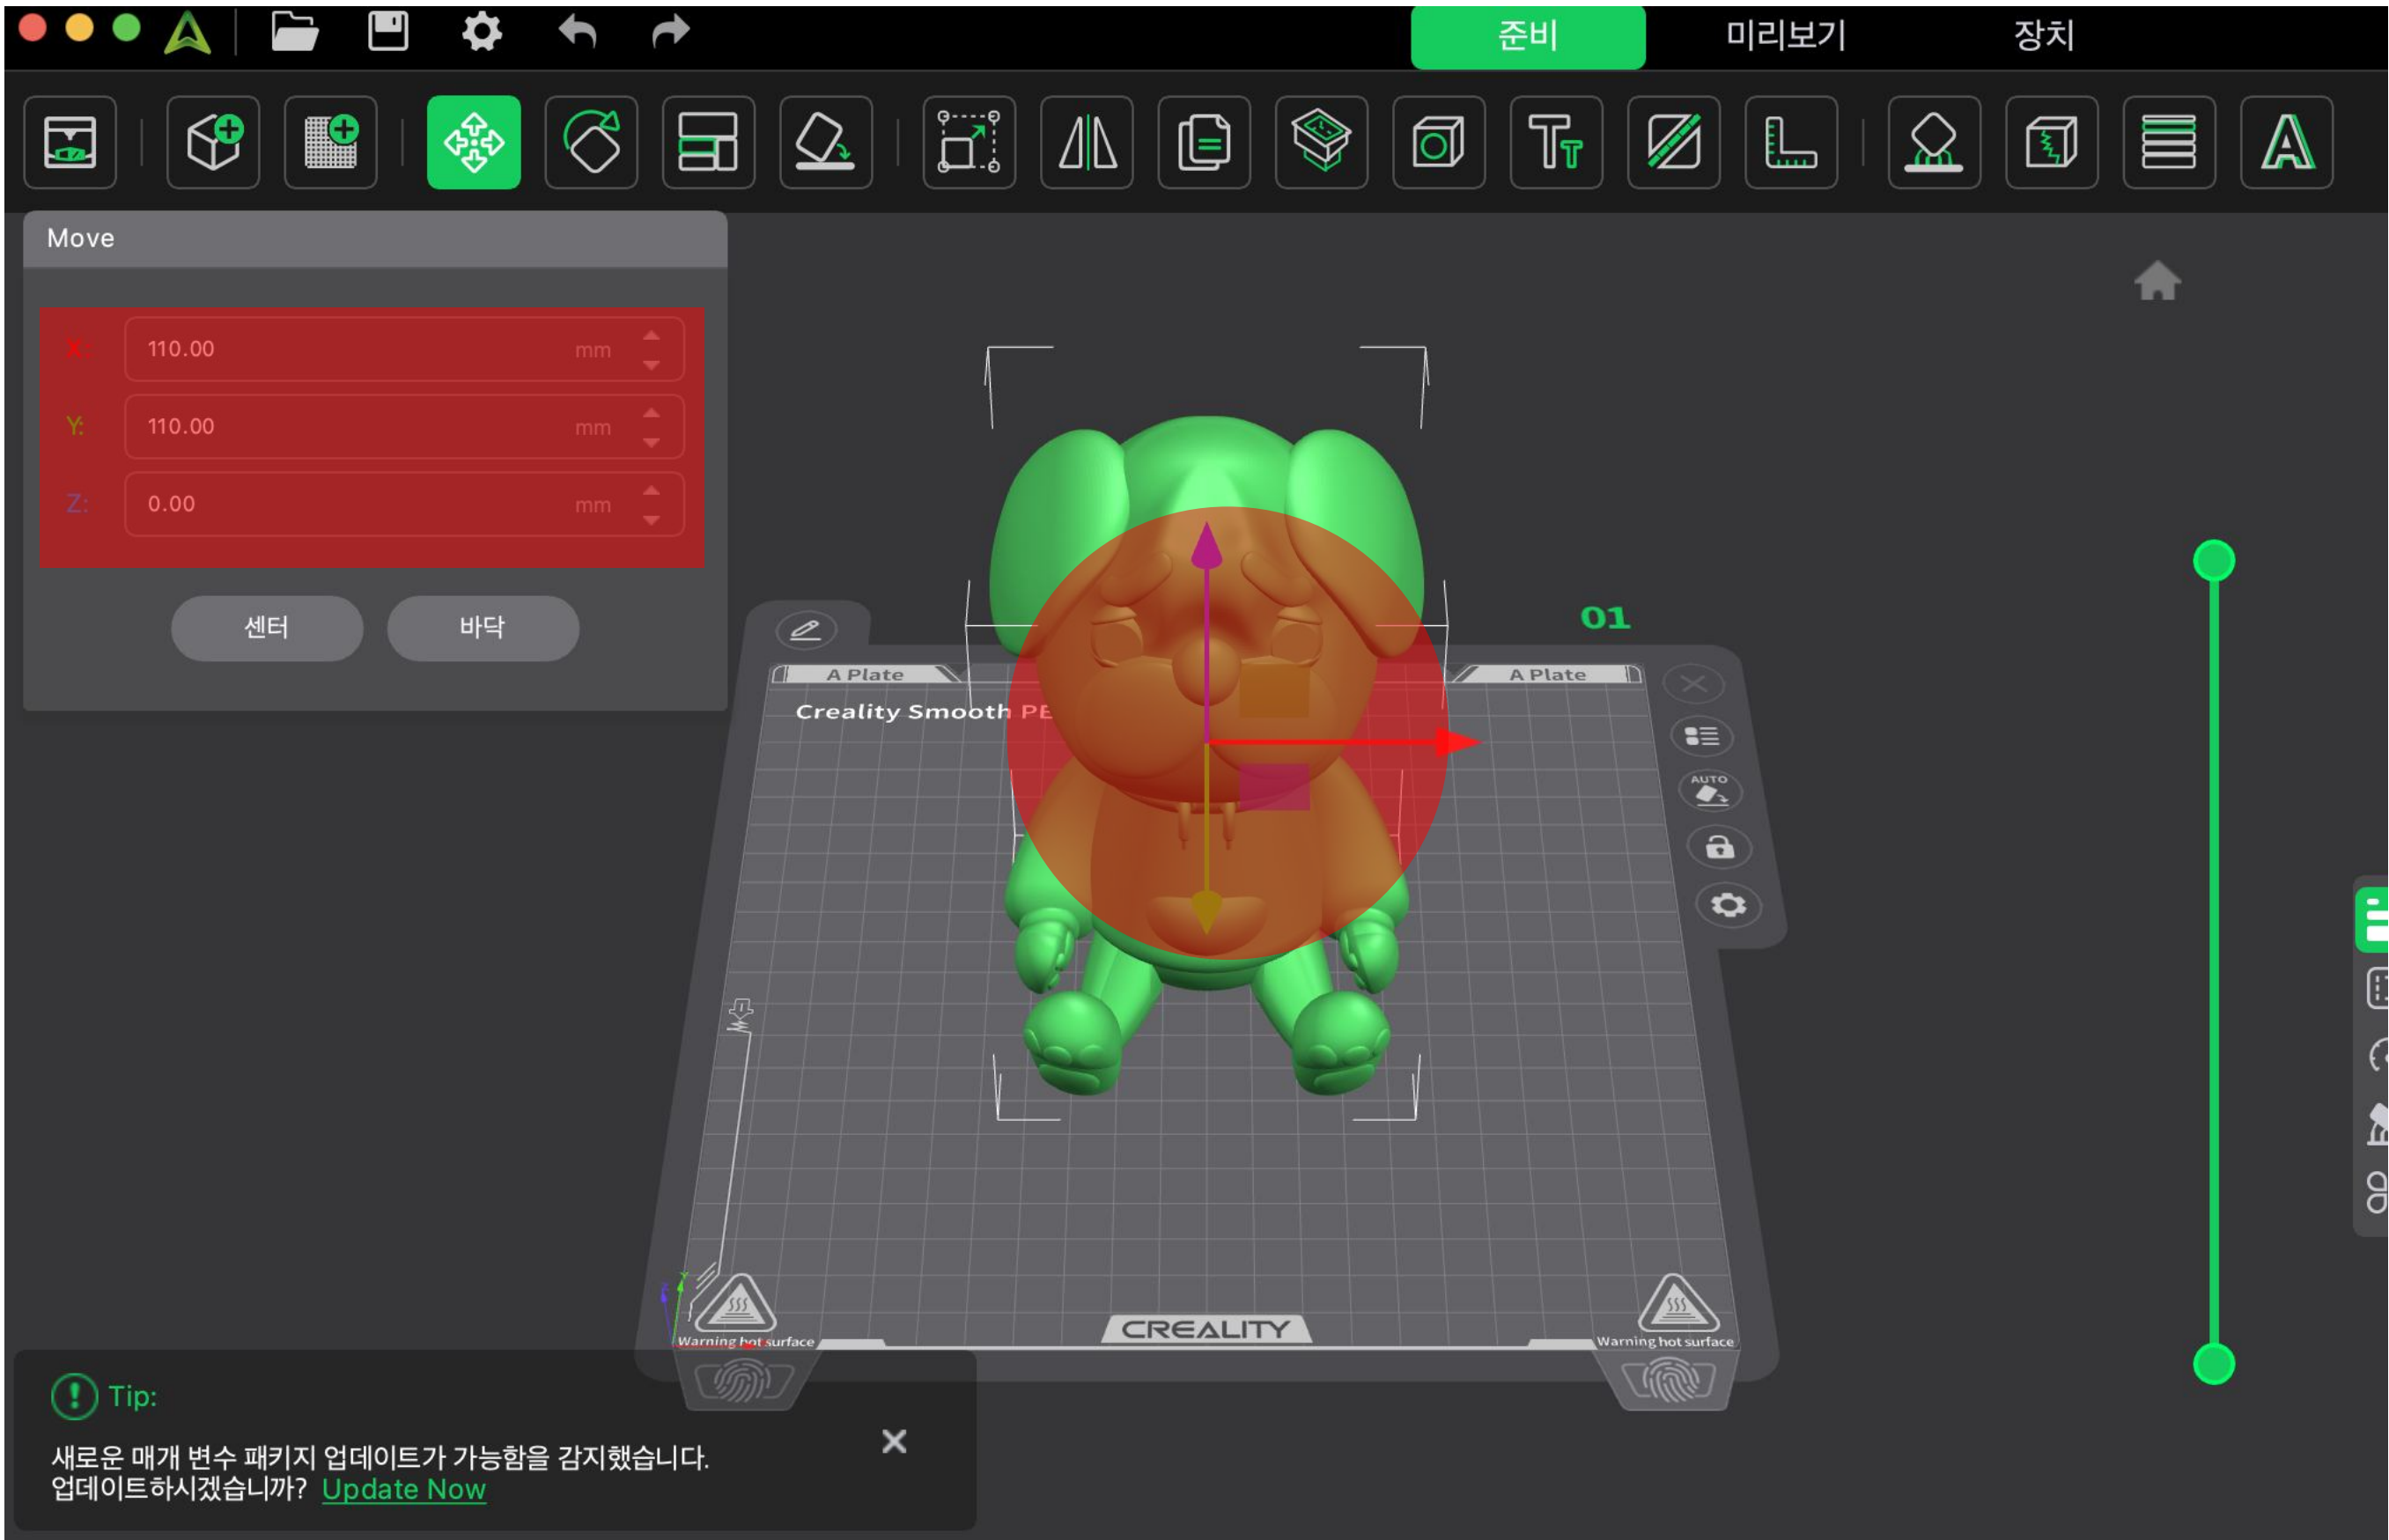 준비
미리보기
장치
Move
X:
110.00
mm
Y:
110.00
mm
Z:
0.00
mm
센터
바닥
01
A Plate
A Plate
Creality Smooth PE
AUTO
CREALITY
Warning hot surface
Warning hot surface
Tip:
새로운 매개 변수 패키지 업데이트가 가능함을 감지했습니다.
업데이트하시겠습니까? Update Now